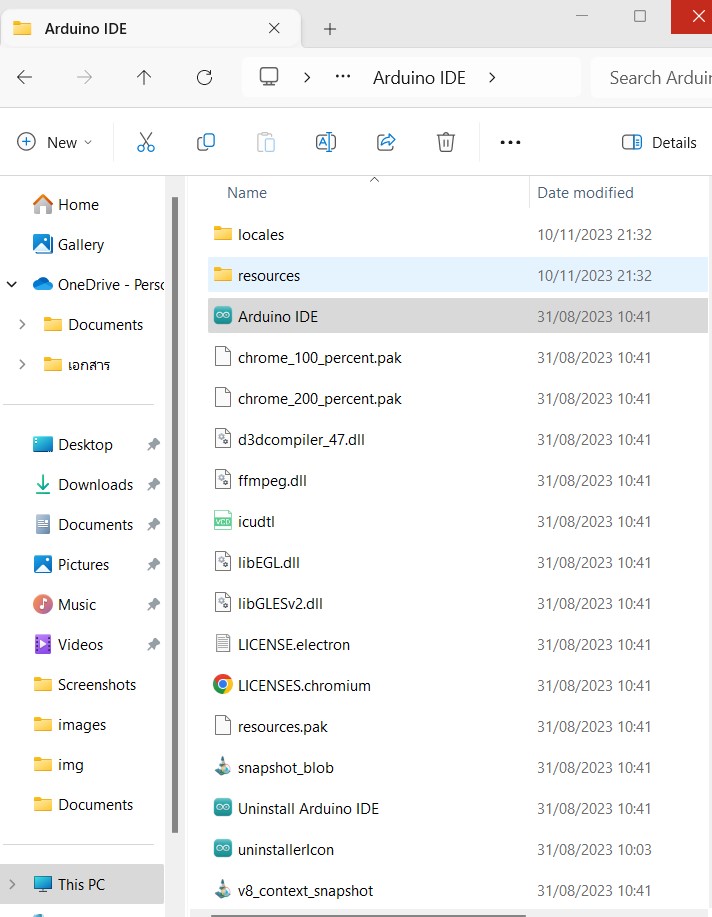 Arduino IDE
Arduino IDE
Search Arduin
New
Details
Home
Gallery
OneDrive - Perso
Documents
เอกสาร
Desktop
Downloads
Documents
Pictures
Music
Videos
Screenshots
images
img
Documents
This PC
Name Date modified
locales 10/11/2023 21:32
resources 10/11/2023 21:32
Arduino IDE 31/08/2023 10:41
chrome_100_percent.pak 31/08/2023 10:41
chrome_200_percent.pak 31/08/2023 10:41
d3dcompiler_47.dll 31/08/2023 10:41
ffmpeg.dll 31/08/2023 10:41
VCD icudtl 31/08/2023 10:41
libEGL.dll 31/08/2023 10:41
libGLESv2.dll 31/08/2023 10:41
LICENSE.electron 31/08/2023 10:41
LICENSES.chromium 31/08/2023 10:41
resources.pak 31/08/2023 10:41
snapshot_blob 31/08/2023 10:41
Uninstall Arduino IDE 31/08/2023 10:41
uninstallerIcon 31/08/2023 10:03
v8_context_snapshot 31/08/2023 10:41